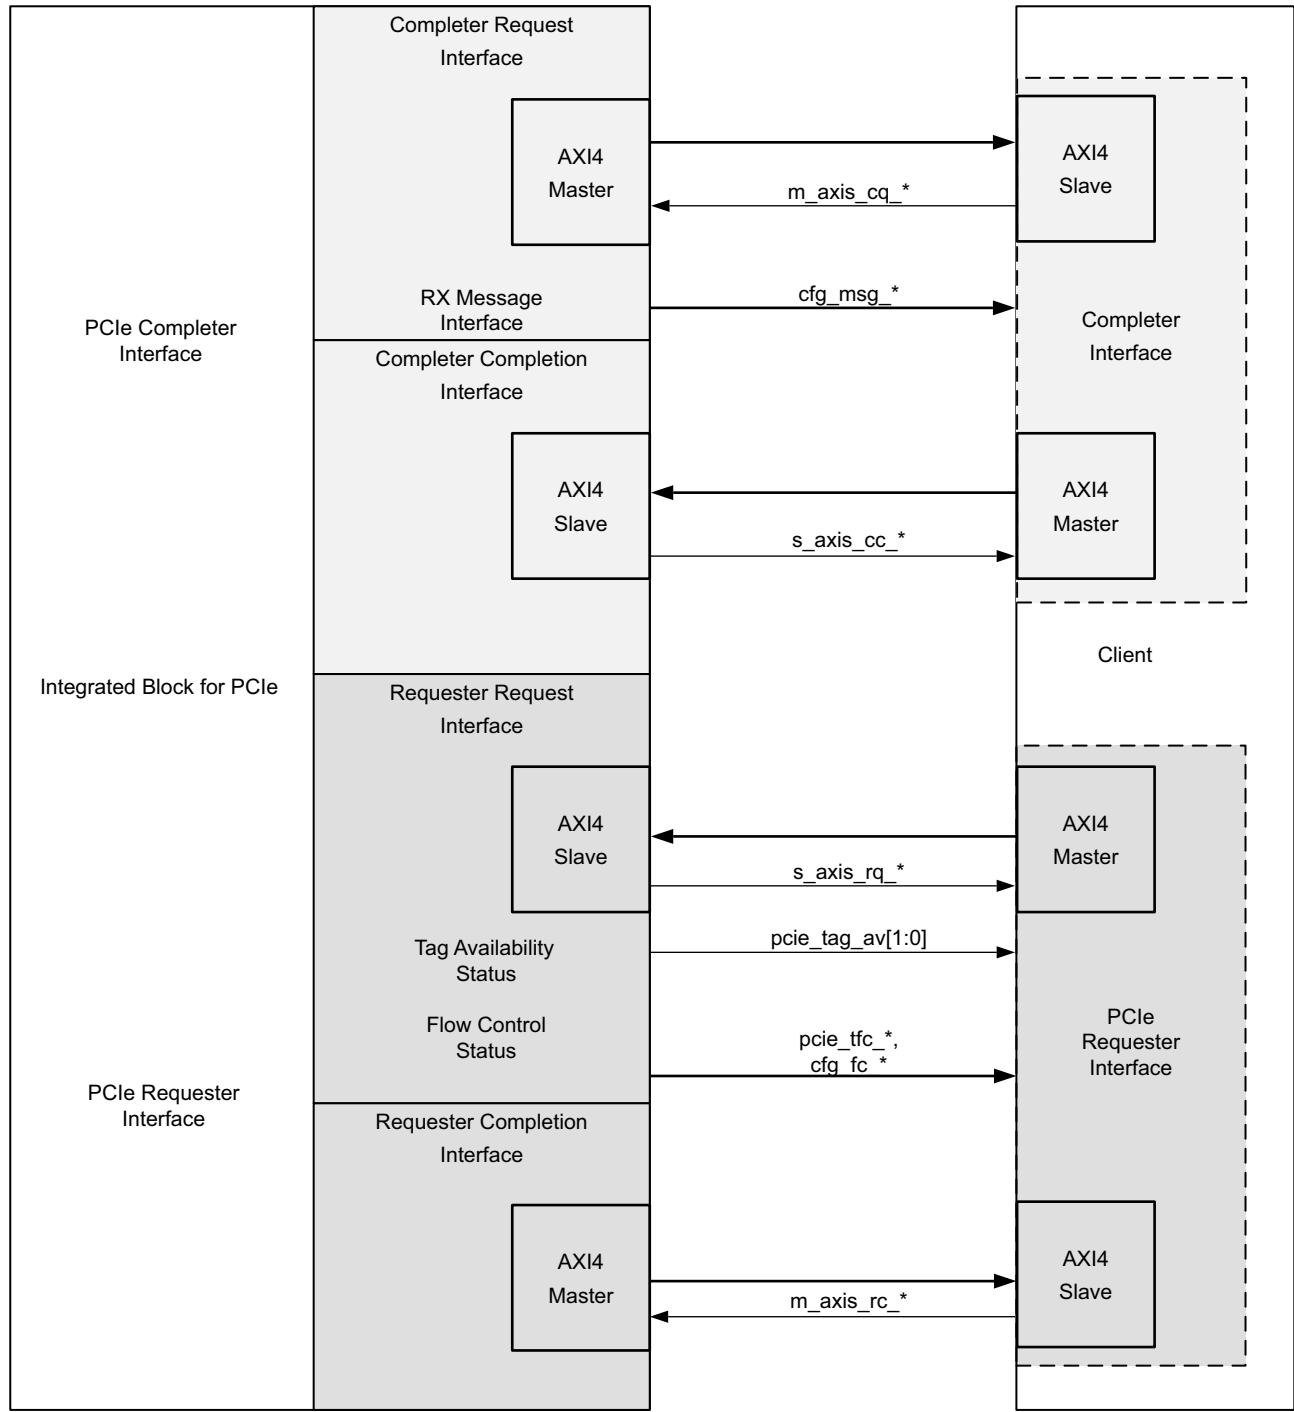 Completer Request
Interface
AXI4
Master
AXI4
Slave
m_axis_cq_*
RX Message
Interface
cfg_msg_*
PCIe Completer
Interface
Completer
Interface
Completer Completion
Interface
AXI4
Slave
AXI4
Master
s_axis_cc_*
Client
Integrated Block for PCIe
Requester Request
Interface
AXI4
Slave
AXI4
Master
s_axis_rq_*
Tag Availability
Status
pcie_tag_av[1:0]
Flow Control
Status
pcie_tfc_*,
cfg_fc_*
PCIe
Requester
Interface
PCIe Requester
Interface
Requester Completion
Interface
AXI4
Master
AXI4
Slave
m_axis_rc_*